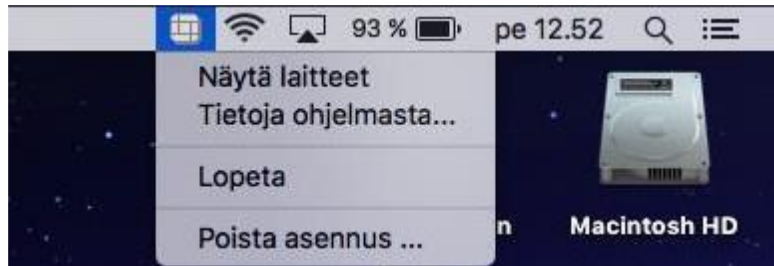 93 % pe 12.52
Näytä laitteet
Tietoja ohjelmasta...
Lopeta
Poista asennus ...
n Macintosh HD